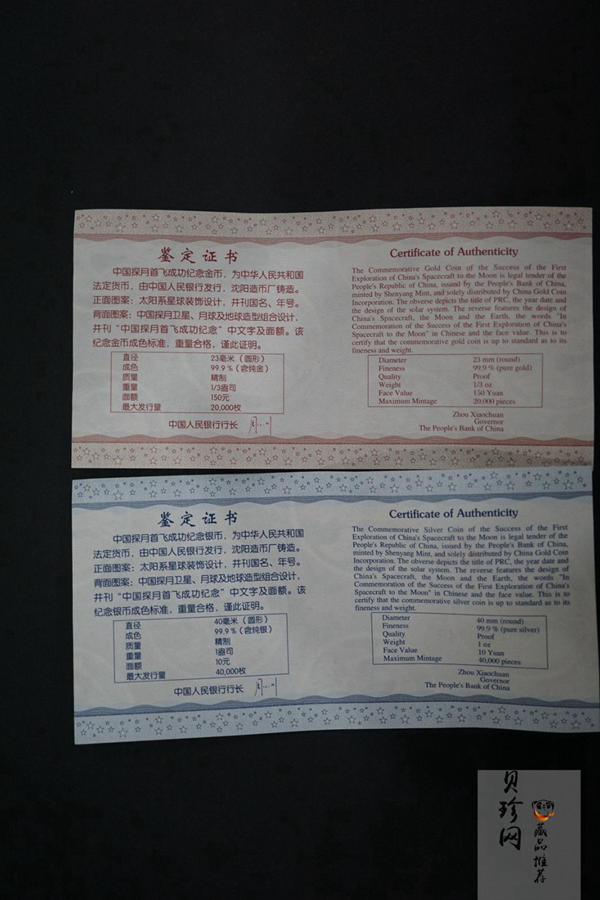 鉴定证书
中国探月首飞成功纪念金币，为中华人民共和国
法定货币，由中国人民银行发行，沈阳造币厂铸造。
正面图案：太阳系星球装饰设计，并刊国名、年号。
背面图案：中国探月卫星、月球及地球造型组合设计，
并刊“中国探月首飞成功纪念”中文字及面额。该
纪念金币成色标准，重量合格，谨此证明。
直径 23毫米（圆形）
成色 99.9％（含纯金）
质量 精制
重量 1/3盎司
面额 150元
最大发行量 20,000枚
中国人民银行行长
Certificate of Authenticity
The Commemorative Gold Coin of the Success of the First
Exploration of China's Spacecraft to the Moon is legal tender of the
People's Republic of China, issued by the People's Bank of China,
minted by Shenyang Mint, and solely distributed by China Gold Coin
Incorporation. The obverse depicts the title of PRC, the year date and
the design of the solar system. The reverse features the design of
China's Spacecraft, the Moon and the Earth, the words "In
Commemoration of the Success of the First Exploration of China's
Spacecraft to the Moon" in Chinese and the face value. This is to
certify that the commemorative gold coin is up to standard as to its
fineness and weight.
Diameter 23 mm (round)
Fineness 99.9 % (pure gold)
Quality Proof
Weight 1/3 oz
Face Value 150 Yuan
Maximum Mintage 20,000 pieces
Zhou Xiaochuan
Governor
The People's Bank of China
鉴定证书
中国探月首飞成功纪念银币，为中华人民共和国
法定货币，由中国人民银行发行，沈阳造币厂铸造。
正面图案：太阳系星球装饰设计，并刊国名、年号。
背面图案：中国探月卫星、月球及地球造型组合设计，
并刊“中国探月首飞成功纪念”中文字及面额。该
纪念银币成色标准，重量合格，谨此证明。
直径 40毫米（圆形）
成色 99.9％（含纯银）
质量 精制
重量 1盎司
面额 10元
最大发行量 40,000枚
中国人民银行行长
Certificate of Authenticity
The Commemorative Silver Coin of the Success of the First
Exploration of China's Spacecraft to the Moon is legal tender of the
People's Republic of China, issued by the People's Bank of China,
minted by Shenyang Mint, and solely distributed by China Gold Coin
Incorporation. The obverse depicts the title of PRC, the year date and
the design of the solar system. The reverse features the design of
China's Spacecraft, the Moon and the Earth, the words "In
Commemoration of the Success of the First Exploration of China's
Spacecraft to the Moon" in Chinese and the face value. This is to
certify that the commemorative silver coin is up to standard as to its
fineness and weight.
Diameter 40 mm (round)
Fineness 99.9 % (pure silver)
Quality Proof
Weight 1 oz
Face Value 10 Yuan
Maximum Mintage 40,000 pieces
Zhou Xiaochuan
Governor
The People's Bank of China
贝珍网
藏品推荐